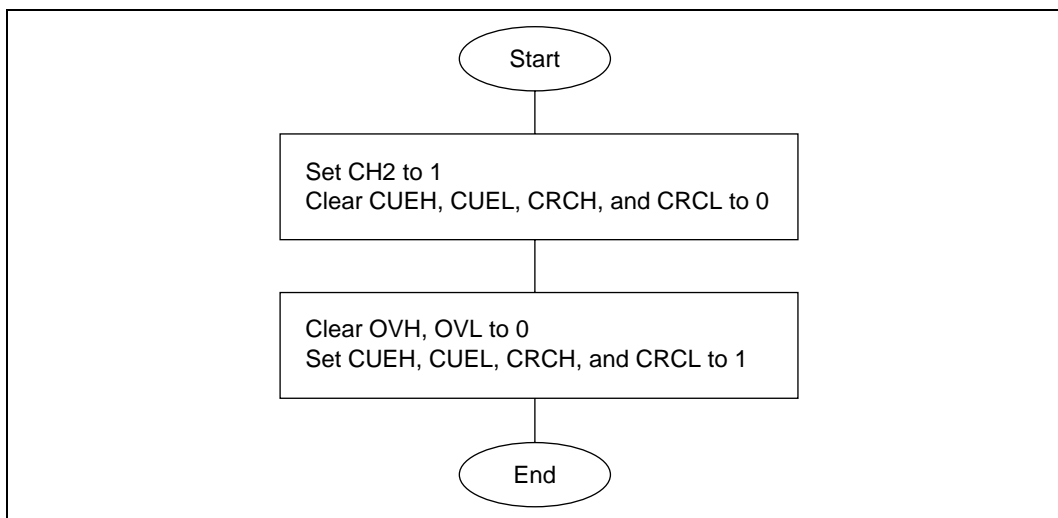 Start
Set CH2 to 1
Clear CUEH, CUEL, CRCH, and CRCL to 0
Clear OVH, OVL to 0
Set CUEH, CUEL, CRCH, and CRCL to 1
End